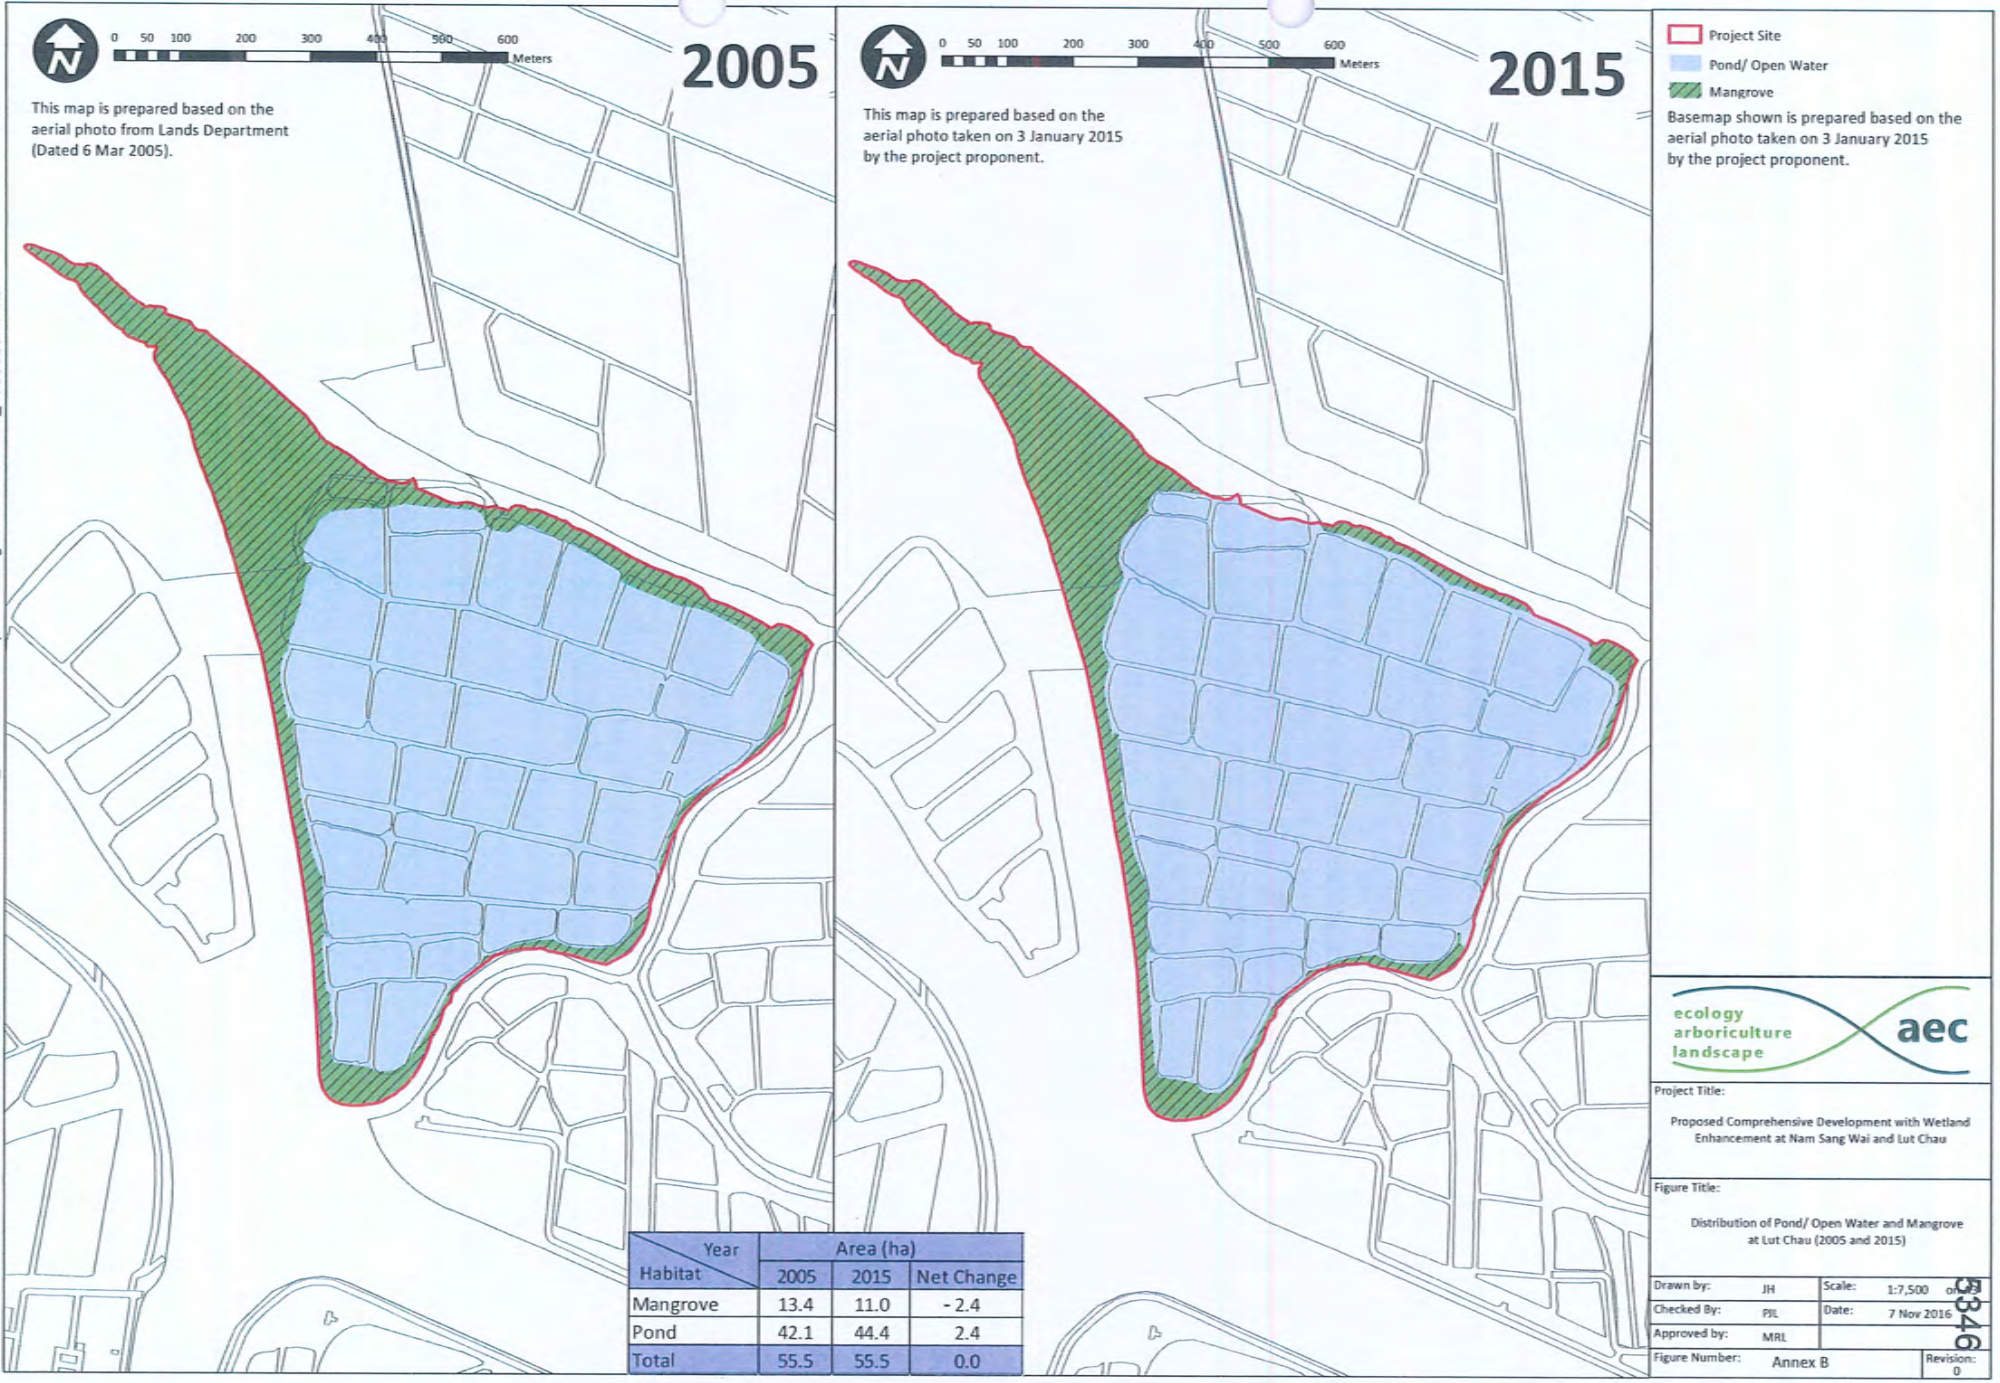 0 50 100 200 300 400 500 600
Meters
2005
This map is prepared based on the
aerial photo from Lands Department
(Dated 6 Mar 2005).
0 50 100 200 300 400 500 600
Meters
2015
This map is prepared based on the
aerial photo taken on 3 January 2015
by the project proponent.
Project Site
Pond/ Open Water
Mangrove
Basemap shown is prepared based on the
aerial photo taken on 3 January 2015
by the project proponent.
N
N
Year Area (ha)
Habitat 2005 2015 Net Change
Mangrove 13.4 11.0 - 2.4
Pond 42.1 44.4 2.4
Total 55.5 55.5 0.0
ecology
arboriculture
landscape
aec
Project Title:
Proposed Comprehensive Development with Wetland
Enhancement at Nam Sang Wai and Lut Chau
Figure Title:
Distribution of Pond/ Open Water and Mangrove
at Lut Chau (2005 and 2015)
Drawn by: JH Scale: 1:7,500
Checked By: PJL Date: 7 Nov 2016
Approved by: MRL
Figure Number: Annex B Revision:
0
5346